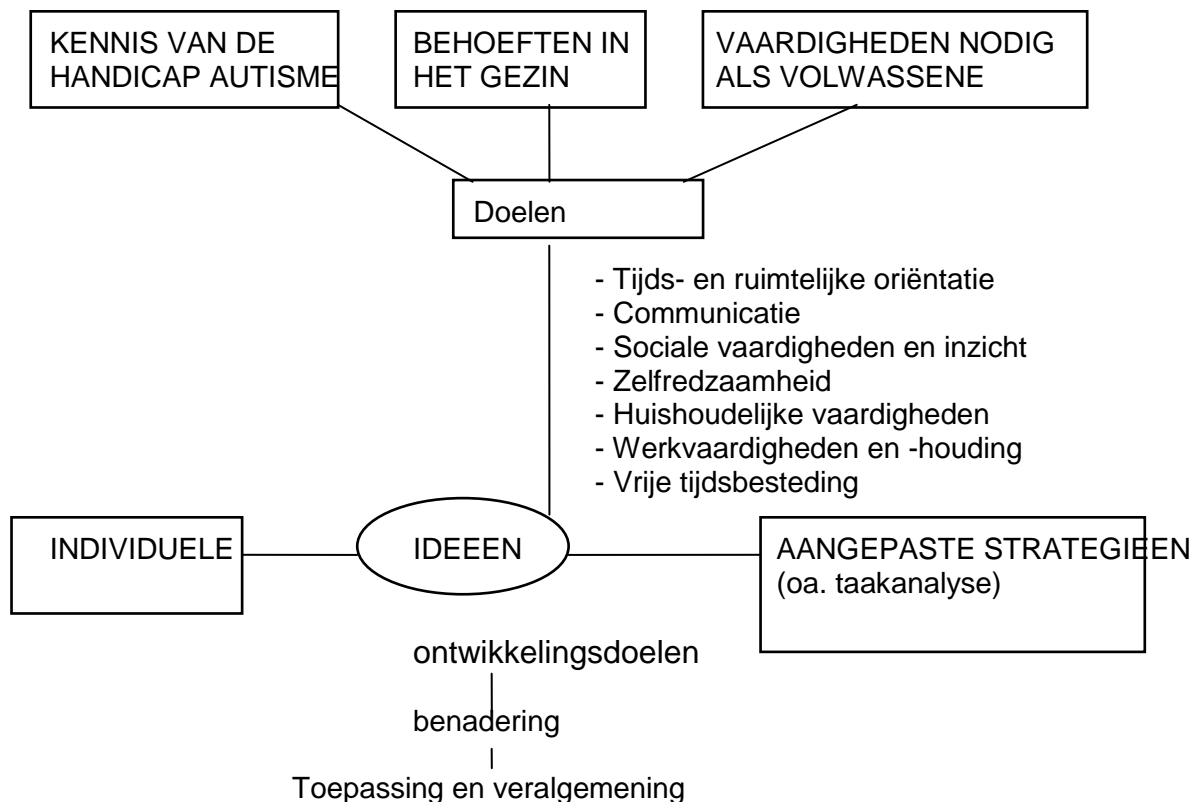 KENNIS VAN DE
HANDICAP AUTISME
BEHOEFTEN IN
HET GEZIN
VAARDIGHEDEN NODIG
ALS VOLWASSENE
Doelen
- Tijds- en ruimtelijke oriëntatie
- Communicatie
- Sociale vaardigheden en inzicht
- Zelfredzaamheid
- Huishoudelijke vaardigheden
- Werkvaardigheden en -houding
- Vrije tijdsbesteding
INDIVIDUELE
IDEEEN
AANGEPASTE STRATEGIEEN
(oa. taakanalyse)
ontwikkelingsdoelen
benadering
Toepassing en veralgemening